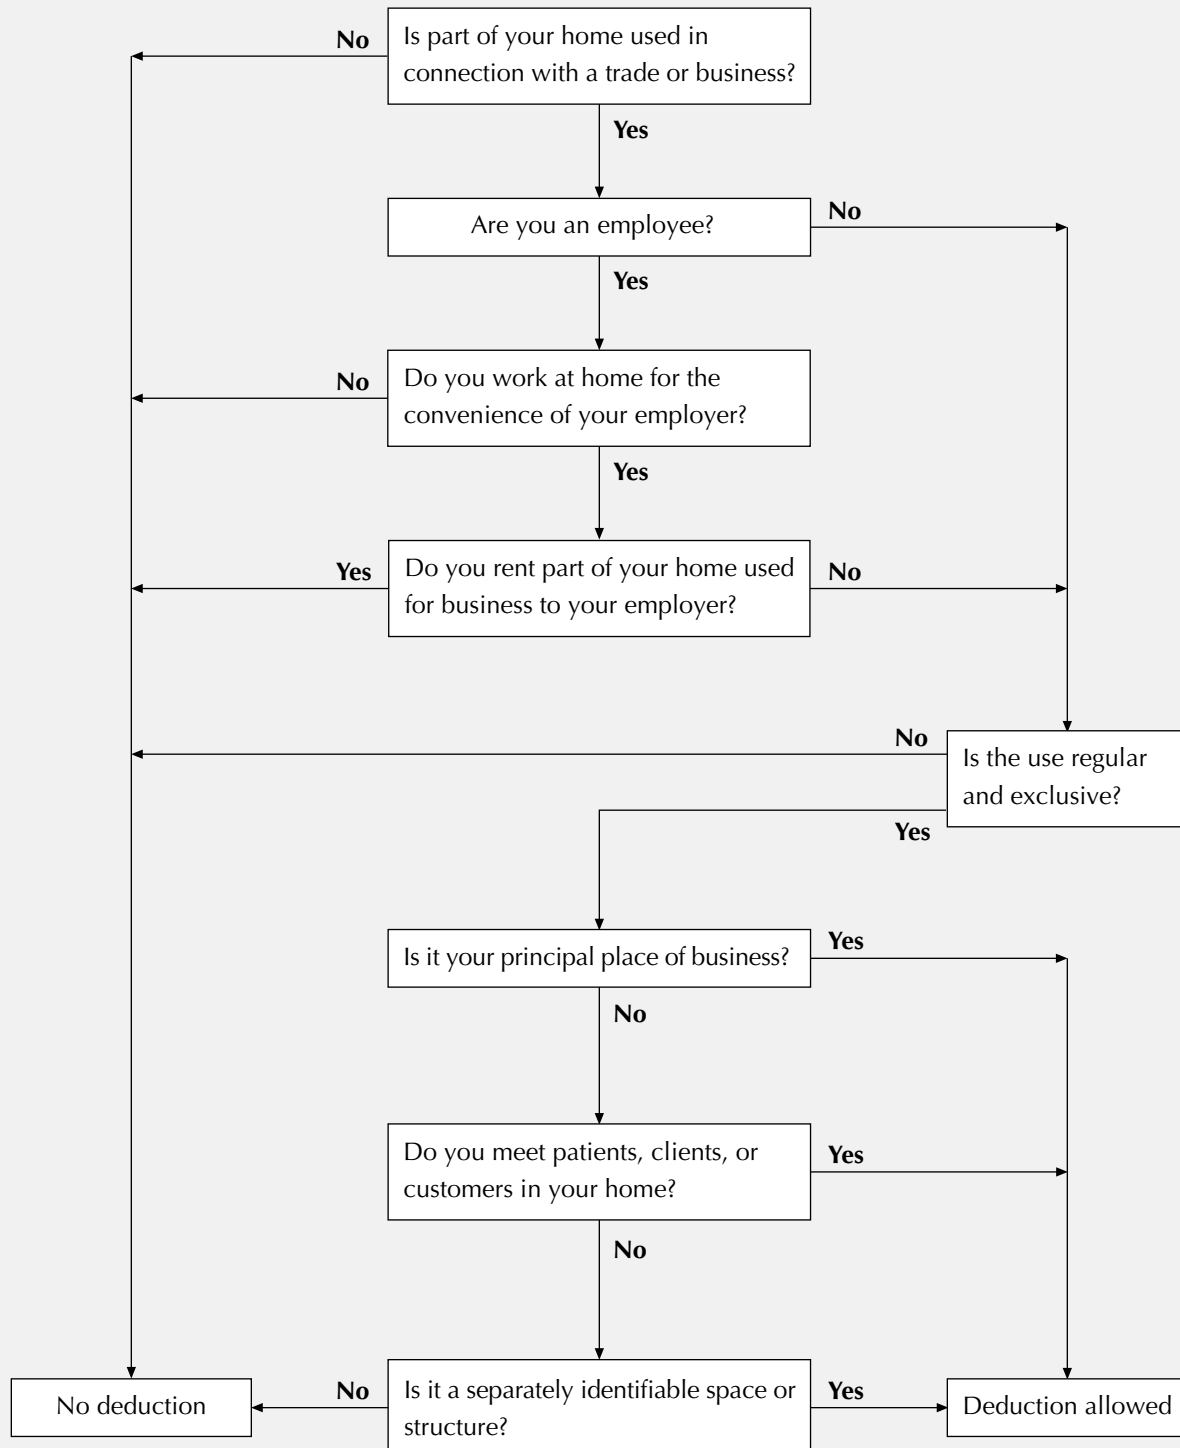 No
Is part of your home used in
connection with a trade or business?
Yes
Are you an employee?
No
Yes
No
Do you work at home for the
convenience of your employer?
Yes
Yes
Do you rent part of your home used
for business to your employer?
No
No
Is the use regular
and exclusive?
Yes
Is it your principal place of business?
Yes
No
Do you meet patients, clients, or
customers in your home?
Yes
No
No deduction
No
Is it a separately identifiable space or
structure?
Yes
Deduction allowed